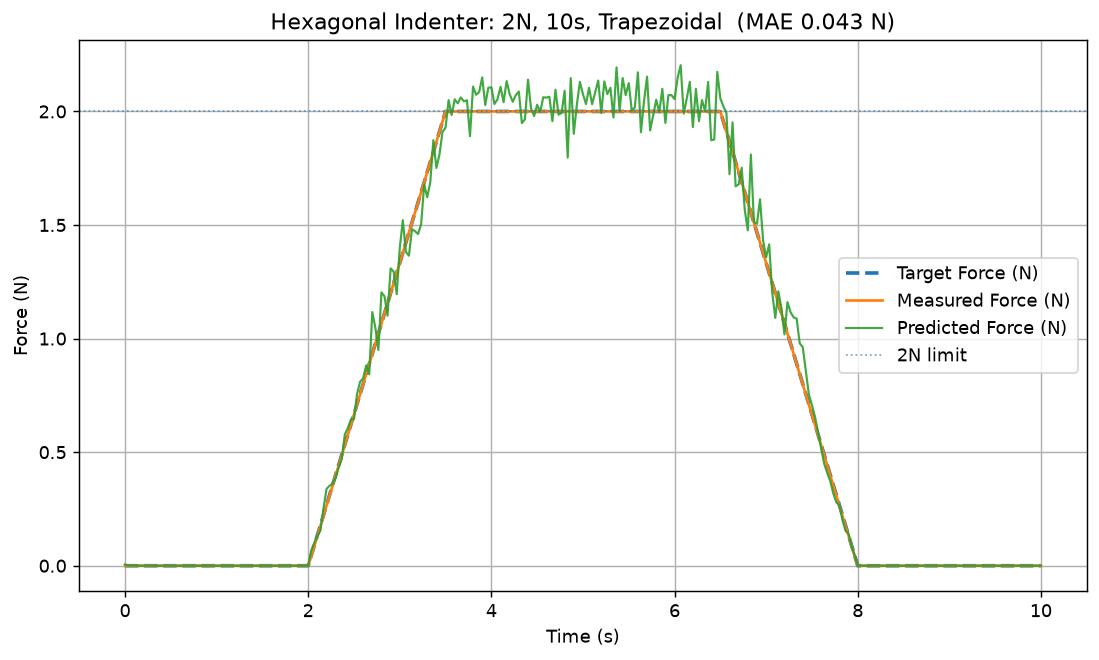 Hexagonal Indenter: 2N, 10s, Trapezoidal  (MAE 0.043 N)
Force (N)
2.0
1.5
1.0
0.5
0.0
Target Force (N)
Measured Force (N)
Predicted Force (N)
2N limit
0 2 4 6 8 10
Time (s)